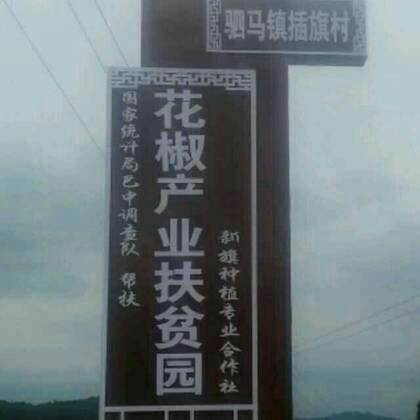 驷马镇插旗村
花椒产业扶贫园
国家统计局巴中调查队 帮扶
新旗种植专业合作社